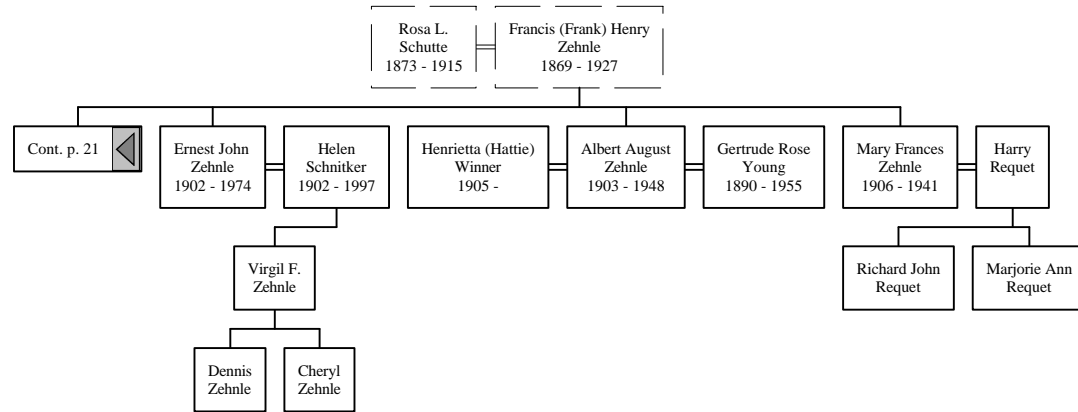 Rosa L.
Schutte
1873 - 1915
Francis (Frank) Henry
Zehnle
1869 - 1927
Cont. p. 21
Ernest John
Zehnle
1902 - 1974
Helen
Schnitker
1902 - 1997
Henrietta (Hattie)
Winner
1905 -
Albert August
Zehnle
1903 - 1948
Gertrude Rose
Young
1890 - 1955
Mary Frances
Zehnle
1906 - 1941
Harry
Requet
Virgil F.
Zehnle
Richard John
Requet
Marjorie Ann
Requet
Dennis
Zehnle
Cheryl
Zehnle